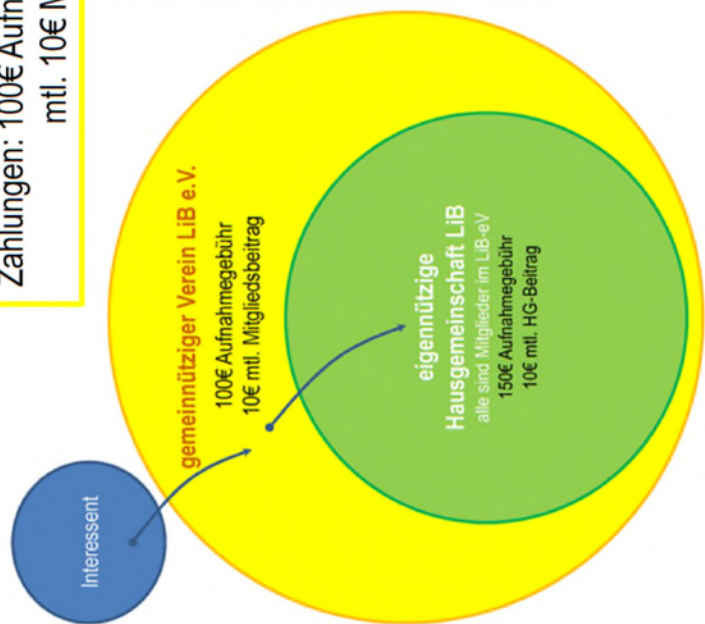 Zahlungen: 100€
mtl. 10€
Interessent
gemeinnütziger Verein LiB e.V.
100€ Aufnahmegebühr
10€ mtl. Mitgliedsbeitrag
eigennützige
Hausgemeinschaft LiB
alle sind Mitglieder im LiB-eV
150€ Aufnahmegebühr
10€ mtl. HG-Beitrag